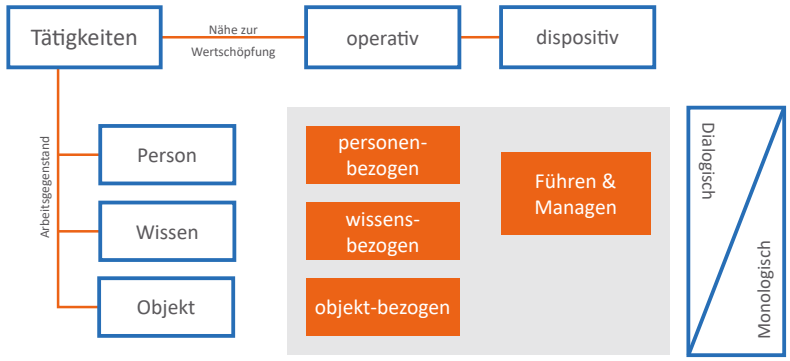 Tätigkeiten
Nähe zur
Wertschöpfung
operativ
dispositiv
Arbeitsgegenstand
Person
Wissen
Objekt
personen-
bezogen
wissens-
bezogen
objekt-bezogen
Führen &
Managen
Dialogisch
Monologisch